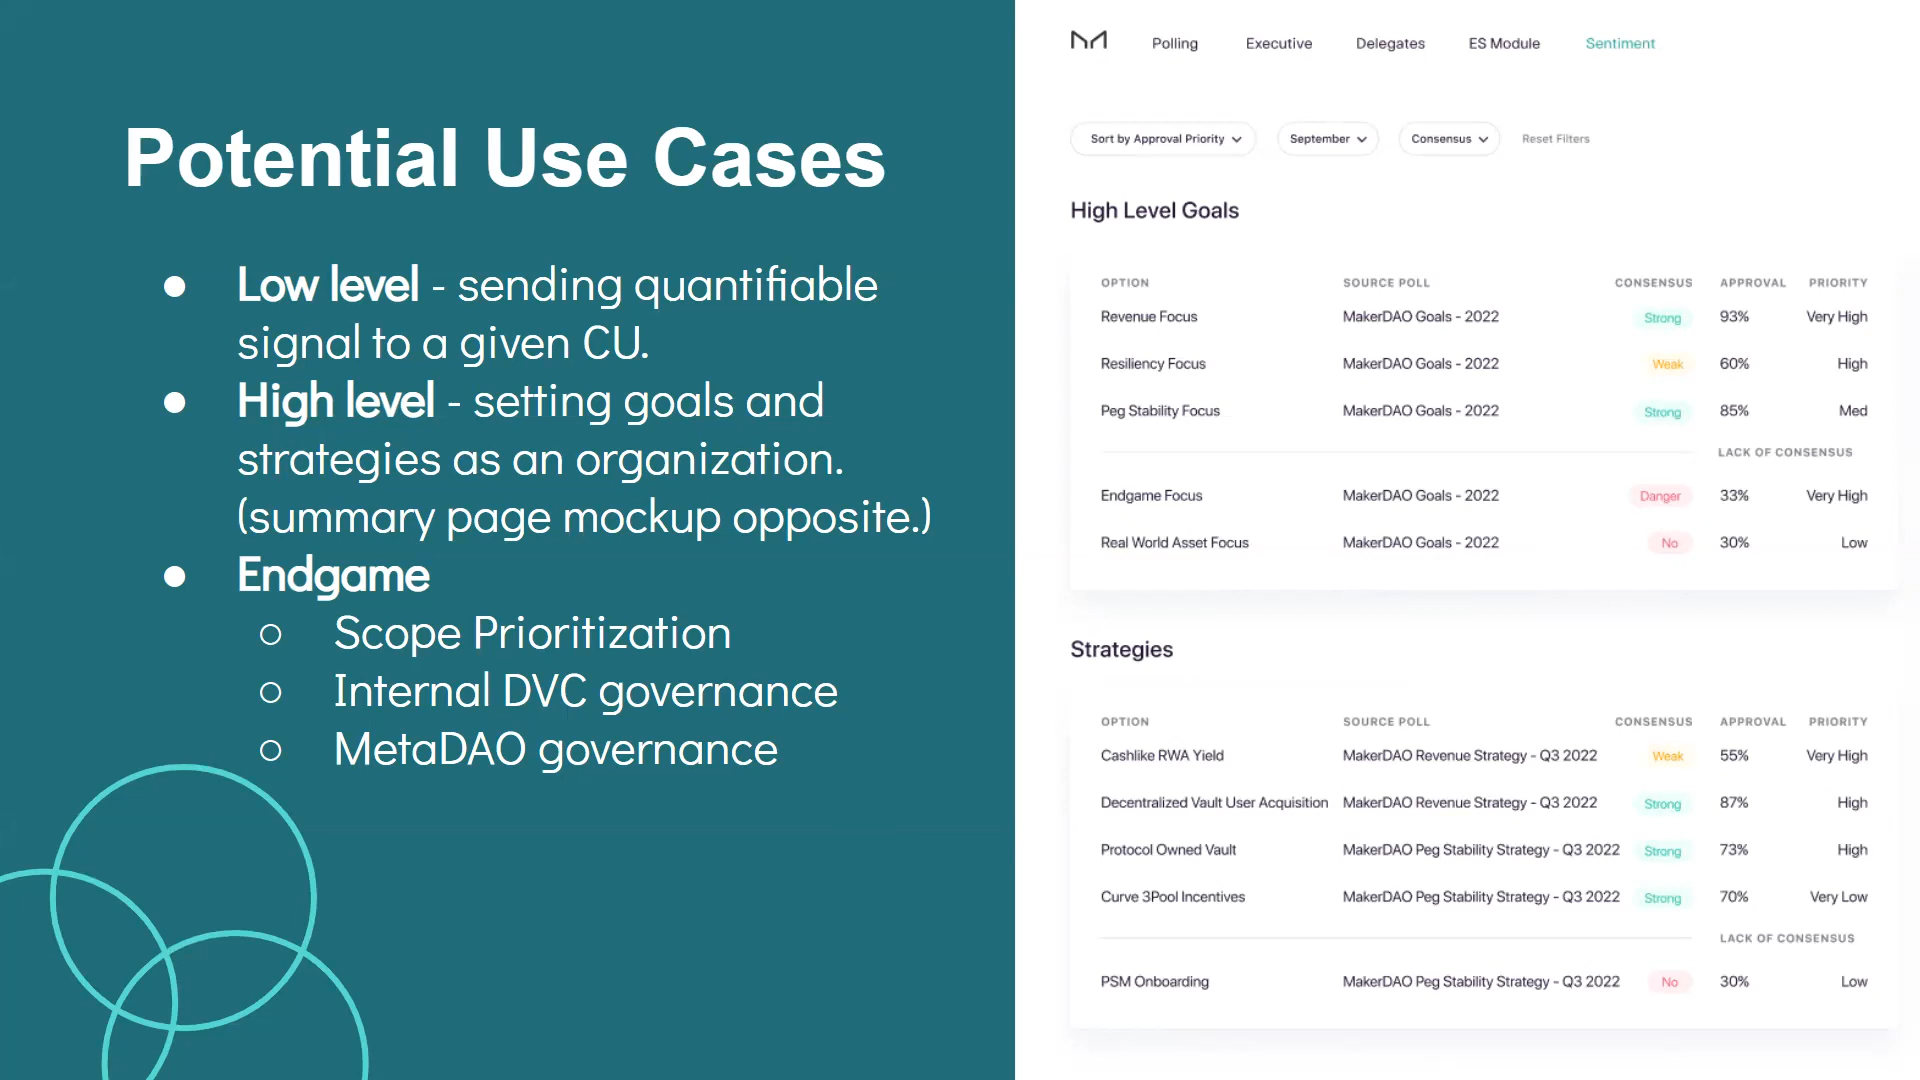 Potential Use Cases
● Low level - sending quantifiable
signal to a given CU.
● High level - setting goals and
strategies as an organization.
(summary page mockup opposite.)
● Endgame
○ Scope Prioritization
○ Internal DVC governance
○ MetaDAO governance
Polling Executive Delegates ES Module Sentiment
Sort by Approval Priority September Consensus Reset Filters
High Level Goals
OPTION SOURCE POLL CONSENSUS APPROVAL PRIORITY
Revenue Focus MakerDAO Goals - 2022 Strong 93% Very High
Resiliency Focus MakerDAO Goals - 2022 Weak 60% High
Peg Stability Focus MakerDAO Goals - 2022 Strong 85% Med
LACK OF CONSENSUS
Endgame Focus MakerDAO Goals - 2022 Danger 33% Very High
Real World Asset Focus MakerDAO Goals - 2022 No 30% Low
Strategies
OPTION SOURCE POLL CONSENSUS APPROVAL PRIORITY
Cashlike RWA Yield MakerDAO Revenue Strategy - Q3 2022 Weak 55% Very High
Decentralized Vault User Acquisition MakerDAO Revenue Strategy - Q3 2022 Strong 87% High
Protocol Owned Vault MakerDAO Peg Stability Strategy - Q3 2022 Strong 73% High
Curve 3Pool Incentives MakerDAO Peg Stability Strategy - Q3 2022 Strong 70% Very Low
LACK OF CONSENSUS
PSM Onboarding MakerDAO Peg Stability Strategy - Q3 2022 No 30% Low